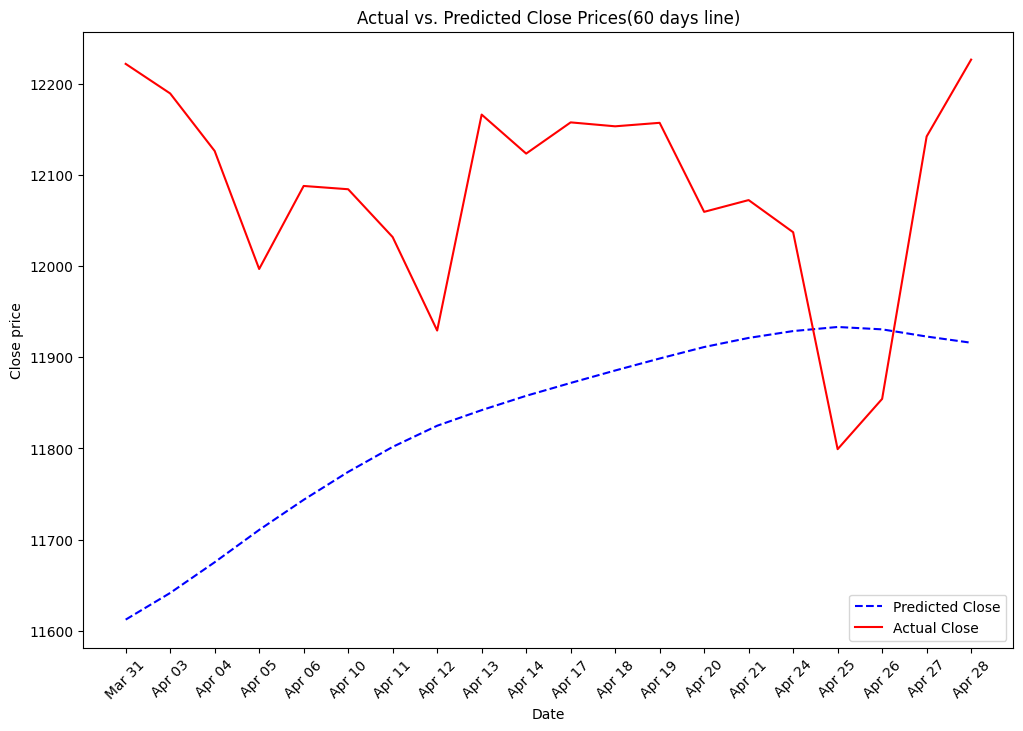 Actual vs. Predicted Close Prices(60 days line)
Close price
12200
12100
12000
11900
11800
11700
11600
Predicted Close
Actual Close
Mar 31
Apr 03
Apr 04
Apr 05
Apr 06
Apr 10
Apr 11
Apr 12
Apr 13
Apr 14
Apr 17
Apr 18
Apr 19
Apr 20
Apr 21
Apr 24
Apr 25
Apr 26
Apr 27
Apr 28
Date